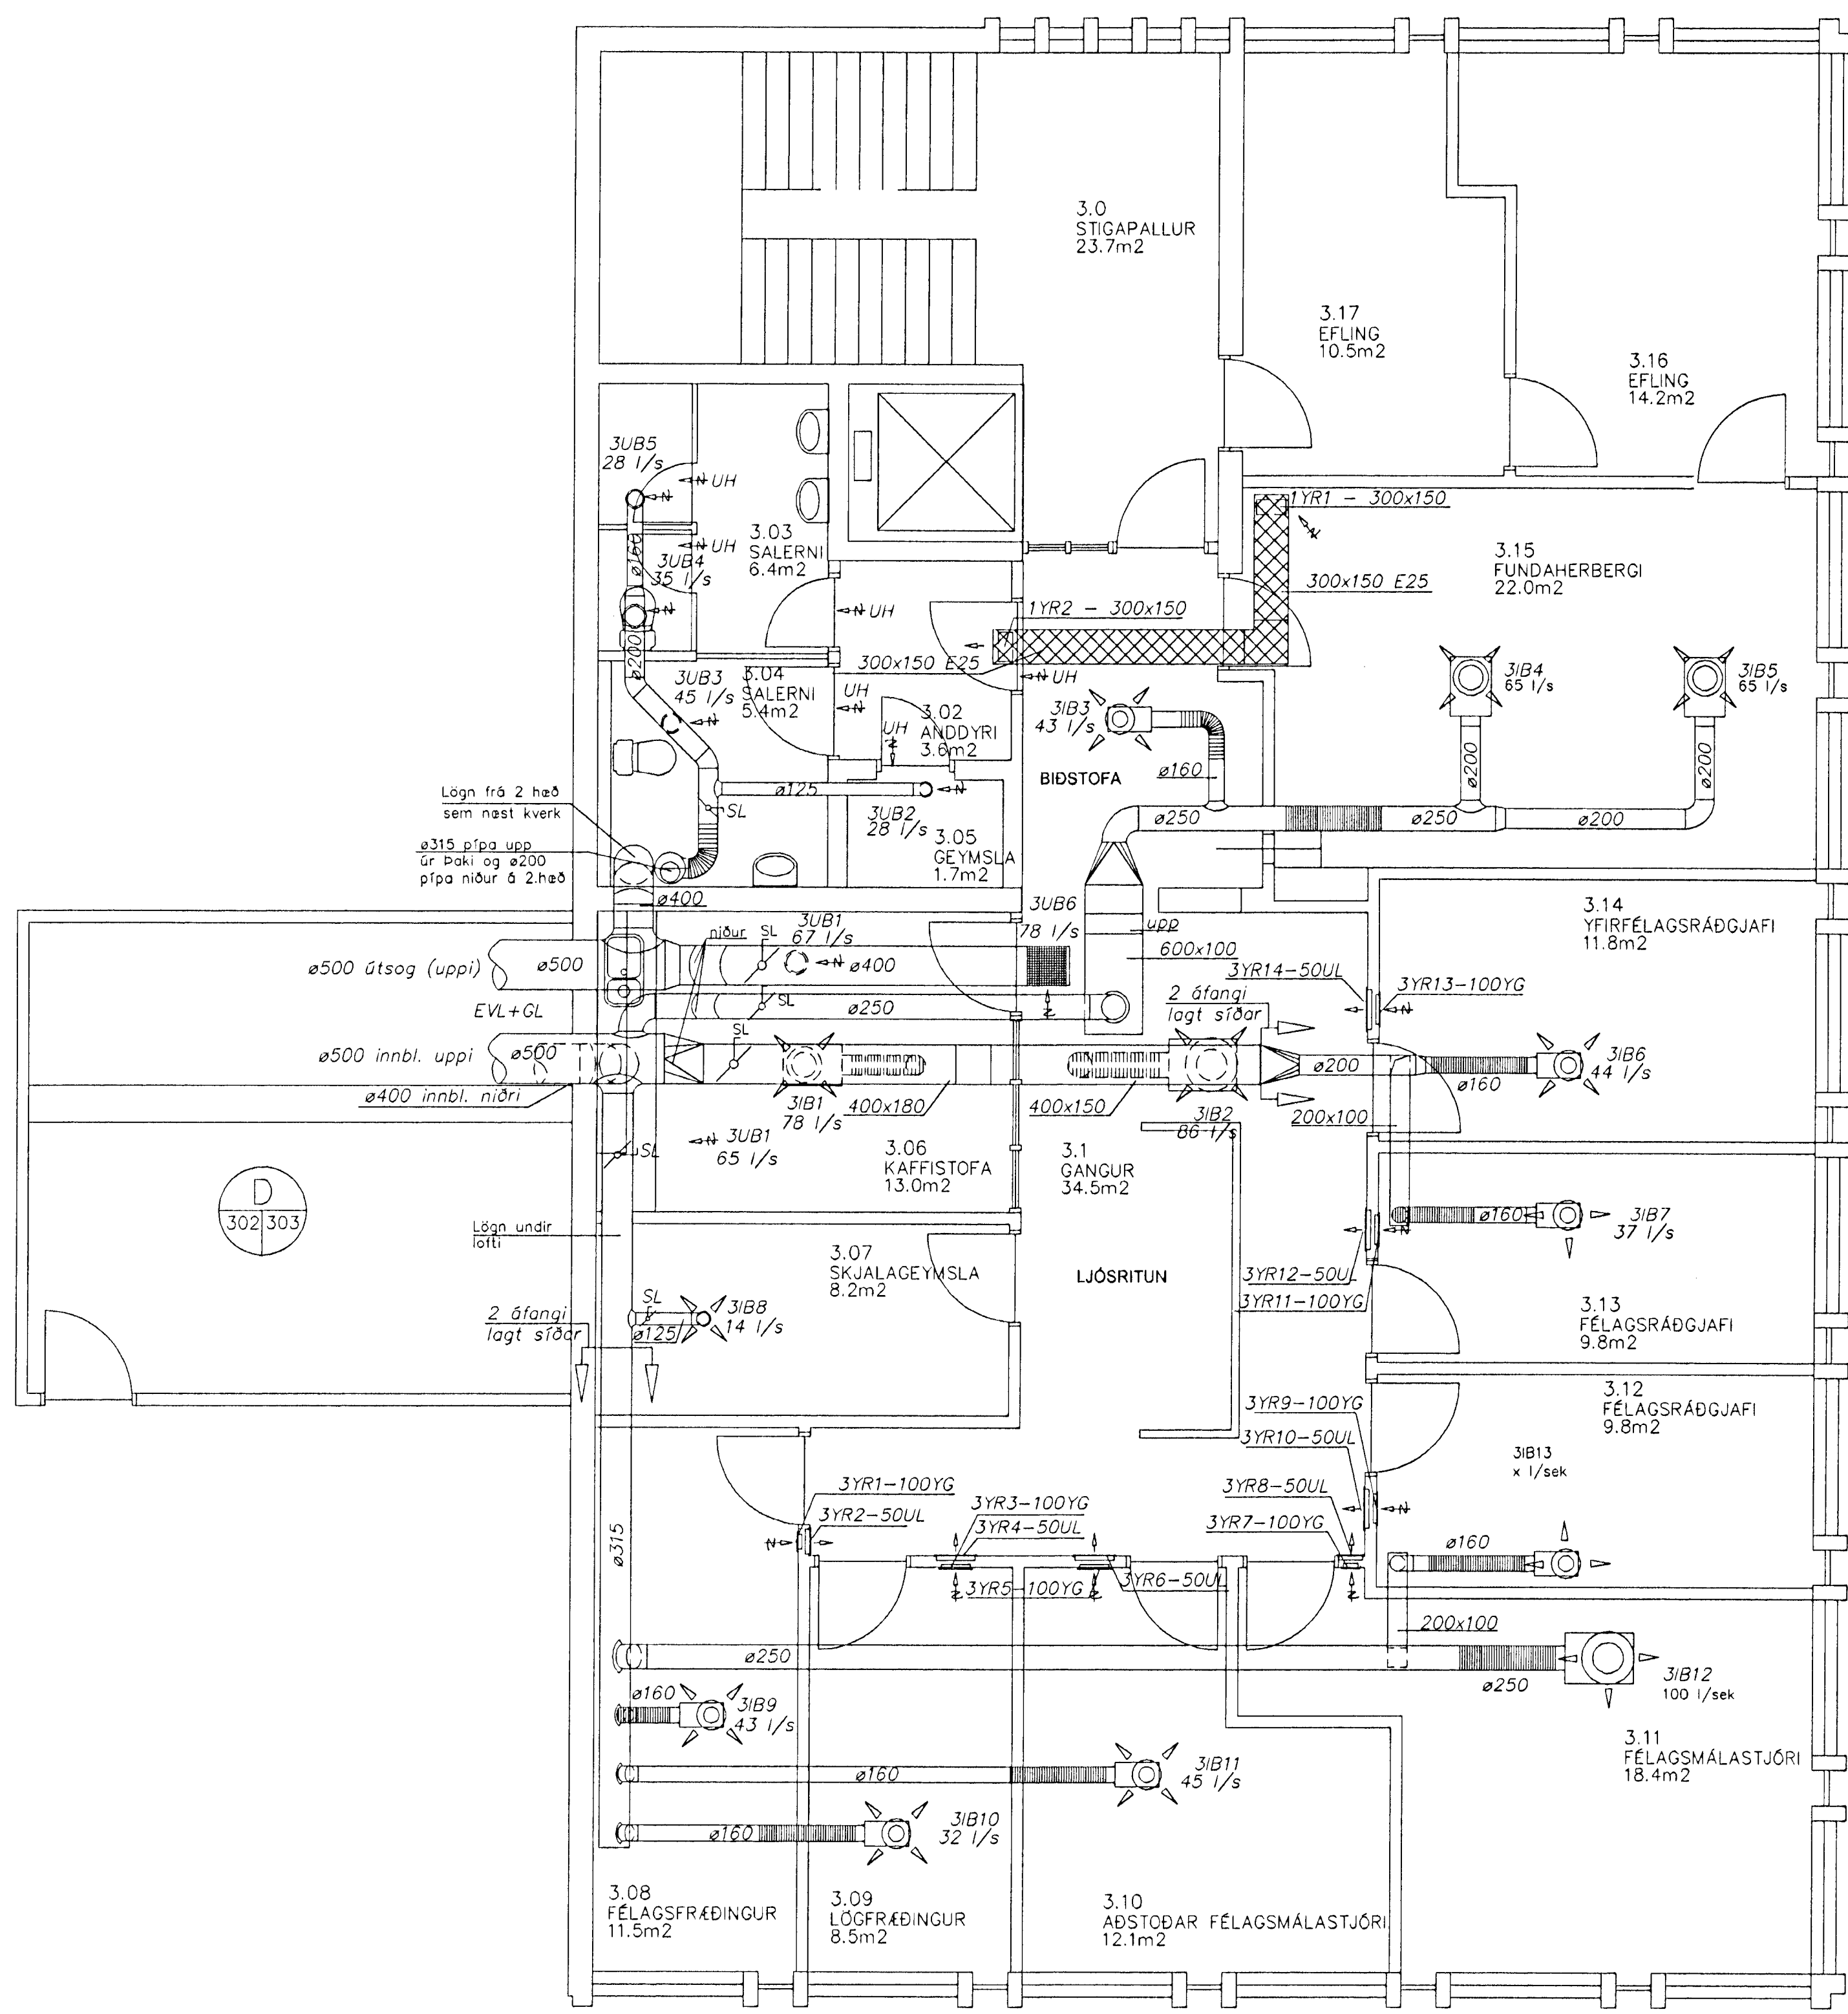 3.0
STIGAPALLUR
23.7m2
3.17
EFLING
10.5m2
3.16
EFLING
14.2m2
3UB5
28 l/s
UH
1YR1 - 300x150
3.03
SALERNI
6.4m2
UH
3UB4
35 l/s
ø160
3.15
FUNDAHERBERGI
22.0m2
300x150 E25
UH
1YR2 - 300x150
ø200
300x150 E25
3UB3
45 l/s
3.04
SALERNI
5.4m2
UH
UH
3.02
ANDDYRI
3.6m2
UH
3IB3
43 l/s
3IB4
65 l/s
3IB5
65 l/s
BIÐSTOFA
ø160
ø200
ø200
Lögn frá 2 hæð
sem næst kverk
ø125
SL
3UB2
28 l/s
ø250
ø250
ø200
3.05
GEYMSLA
1.7m2
ø315 pípa upp
úr þaki og ø200
pípa niður á 2.hæð
ø400
3UB6
78 l/s
3.14
YFIRFÉLAGSRÁÐGJAFI
11.8m2
niður
SL
3UB1
67 l/s
upp
600x100
ø500 útsog (uppi)
ø500
ø400
3YR14-50UL
3YR13-100YG
SL
ø250
2 áfangi
lagt síðar
EVL+GL
SL
ø500 innbl. uppi
ø500
ø200
ø160
3IB6
44 l/s
ø400 innbl. niðri
3IB1
78 l/s
400x180
400x150
3IB2
86 l/s
200x100
SL
3UB1
65 l/s
3.06
KAFFISTOFA
13.0m2
3.1
GANGUR
34.5m2
D
302 303
Lögn undir
lofti
ø160
3IB7
37 l/s
3.07
SKJALAGEYMSLA
8.2m2
LJÓSRITUN
3YR12-50UL
3YR11-100YG
3.13
FÉLAGSRÁÐGJAFI
9.8m2
2 áfangi
lagt síðar
SL
ø125
3IB8
14 l/s
3.12
FÉLAGSRÁÐGJAFI
9.8m2
3YR9-100YG
3YR10-50UL
3IB13
x l/sek
3YR1-100YG
3YR2-50UL
3YR3-100YG
3YR4-50UL
3YR8-50UL
3YR7-100YG
ø315
ø160
3YR5-100YG
3YR6-50UL
200x100
ø250
ø250
3IB12
100 l/sek
ø160
3IB9
43 l/s
3.11
FÉLAGSMÁLASTJÓRI
18.4m2
ø160
3IB11
45 l/s
ø160
3IB10
32 l/s
3.08
FÉLAGSFRÆÐINGUR
11.5m2
3.09
LÖGFRÆÐINGUR
8.5m2
3.10
AÐSTOÐAR FÉLAGSMÁLASTJÓRI
12.1m2